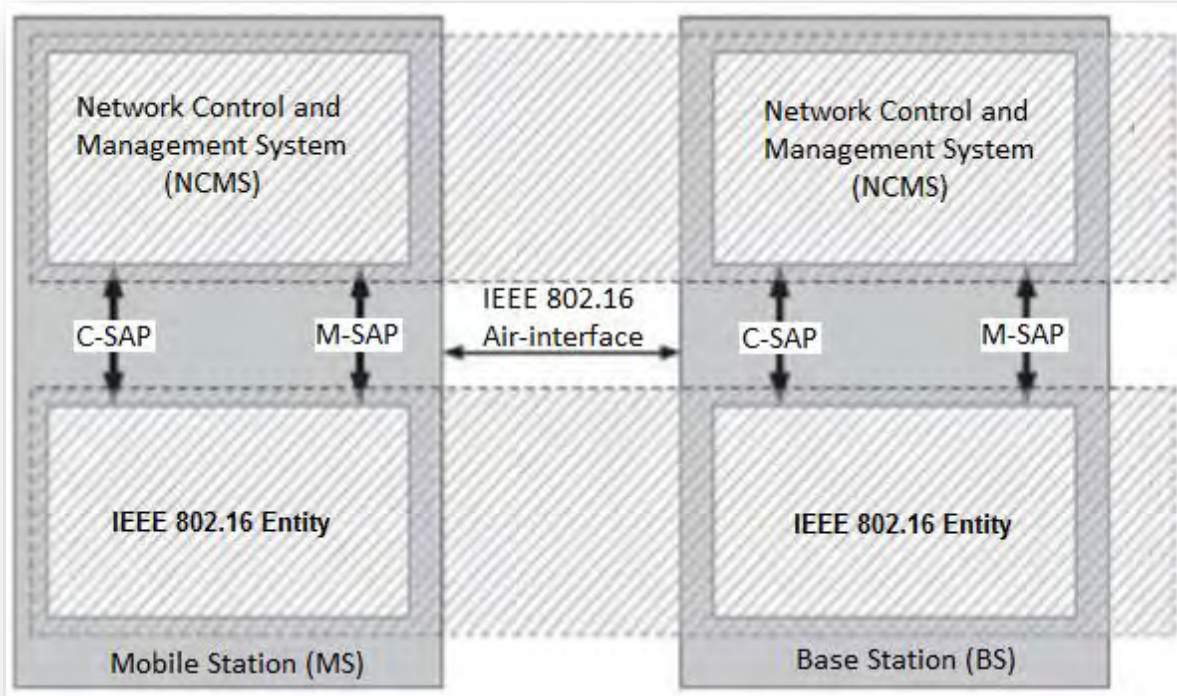 Network Control and
Management System
(NCMS)
Network Control and
Management System
(NCMS)
IEEE 802.16
Air-interface
C-SAP
M-SAP
C-SAP
M-SAP
IEEE 802.16 Entity
IEEE 802.16 Entity
Mobile Station (MS)
Base Station (BS)